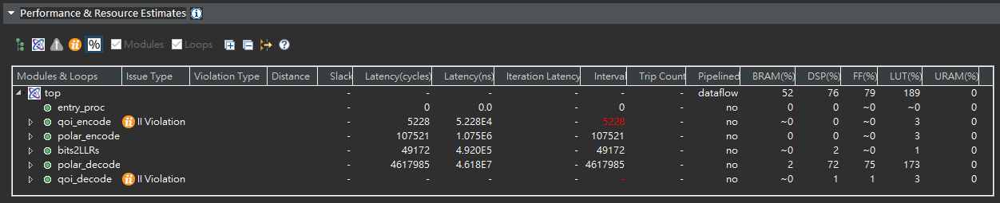 Performance & Resource Estimates
% Modules Loops
Modules & Loops Issue Type Violation Type Distance Slack Latency(cycles) Latency(ns) Iteration Latency Interval Trip Count Pipelined BRAM(%) DSP(%) FF(%) LUT(%) URAM(%)
top - - - - - - dataflow 52 76 79 189 0
entry_proc - 0 0.0 - 0 - no 0 0 ~0 ~0 0
qoi_encode II Violation - 5228 5.228E4 - 5228 - no ~0 0 ~0 3 0
polar_encode - 107521 1.075E6 - 107521 - no 0 0 ~0 3 0
bits2LLRs - 49172 4.920E5 - 49172 - no ~0 2 ~0 1 0
polar_decode - 4617985 4.618E7 - 4617985 - no 2 72 75 173 0
qoi_decode II Violation - - - - - - no ~0 1 1 3 0